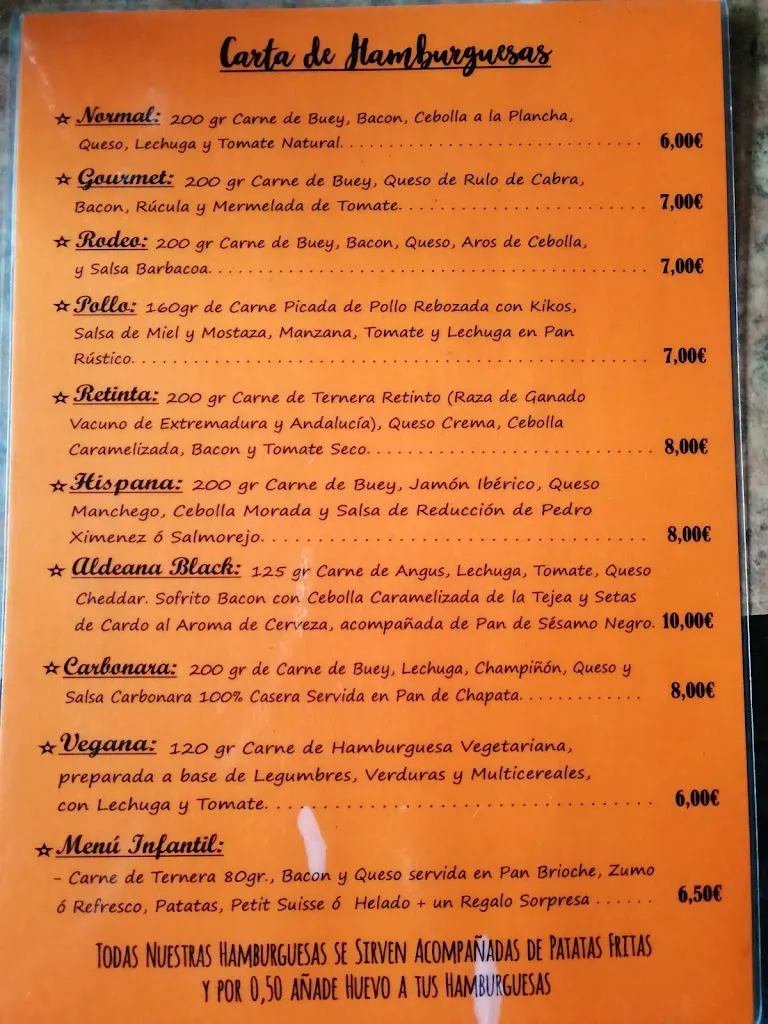 Carta de Hamburguesas
☆ Normal: 200 gr Carne de Buey, Bacon, Cebolla a la Plancha,
Queso, Lechuga y Tomate Natural. . . . . . . . . . . . . . . . . . . . . . . . . . . . . . 6,00€
☆ Gourmet: 200 gr Carne de Buey, Queso de Rulo de Cabra,
Bacon, Rúcula y Mermelada de Tomate. . . . . . . . . . . . . . . . . . . . . . . . 7,00€
☆ Rodeo: 200 gr Carne de Buey, Bacon, Queso, Aros de Cebolla,
y Salsa Barbacoa. . . . . . . . . . . . . . . . . . . . . . . . . . . . . . . . . . . . . . . . . 7,00€
☆ Pollo: 160gr de Carne Picada de Pollo Rebozada con Kikos,
Salsa de Miel y Mostaza, Manzana, Tomate y Lechuga en Pan
Rústico. . . . . . . . . . . . . . . . . . . . . . . . . . . . . . . . . . . . . . . . . . . . . . . . . 7,00€
☆ Retinta: 200 gr Carne de Ternera Retinto (Raza de Ganado
Vacuno de Extremadura y Andalucía), Queso Crema, Cebolla
Caramelizada, Bacon y Tomate Seco. . . . . . . . . . . . . . . . . . . . . . . . . . . 8,00€
☆ Hispana: 200 gr Carne de Buey, Jamón Ibérico, Queso
Manchego, Cebolla Morada y Salsa de Reducción de Pedro
Ximenez ó Salmorejo. . . . . . . . . . . . . . . . . . . . . . . . . . . . . . . . . . . . . 8,00€
☆ Aldeana Black: 125 gr Carne de Angus, Lechuga, Tomate, Queso
Cheddar. Sofrito Bacon con Cebolla Caramelizada de la Tejea y Setas
de Cardo al Aroma de Cerveza, acompañada de Pan de Sésamo Negro. 10,00€
☆ Carbonara: 200 gr de Carne de Buey, Lechuga, Champiñón, Queso y
Salsa Carbonara 100% Casera Servida en Pan de Chapata. . . . . . . . . . . . 8,00€
☆ Vegana: 120 gr Carne de Hamburguesa Vegetariana,
preparada a base de Legumbres, Verduras y Multicereales,
con Lechuga y Tomate. . . . . . . . . . . . . . . . . . . . . . . . . . . . . . . . . . . . . 6,00€
☆ Menú Infantil:
- Carne de Ternera 80gr., Bacon y Queso servida en Pan Brioche, Zumo
ó Refresco, Patatas, Petit Suisse ó Helado + un Regalo Sorpresa . . . . . . 6,50€
TODAS NUESTRAS HAMBURGUESAS SE SIRVEN ACOMPAÑADAS DE PATATAS FRITAS
Y POR 0,50 AÑADE HUEVO A TUS HAMBURGUESAS